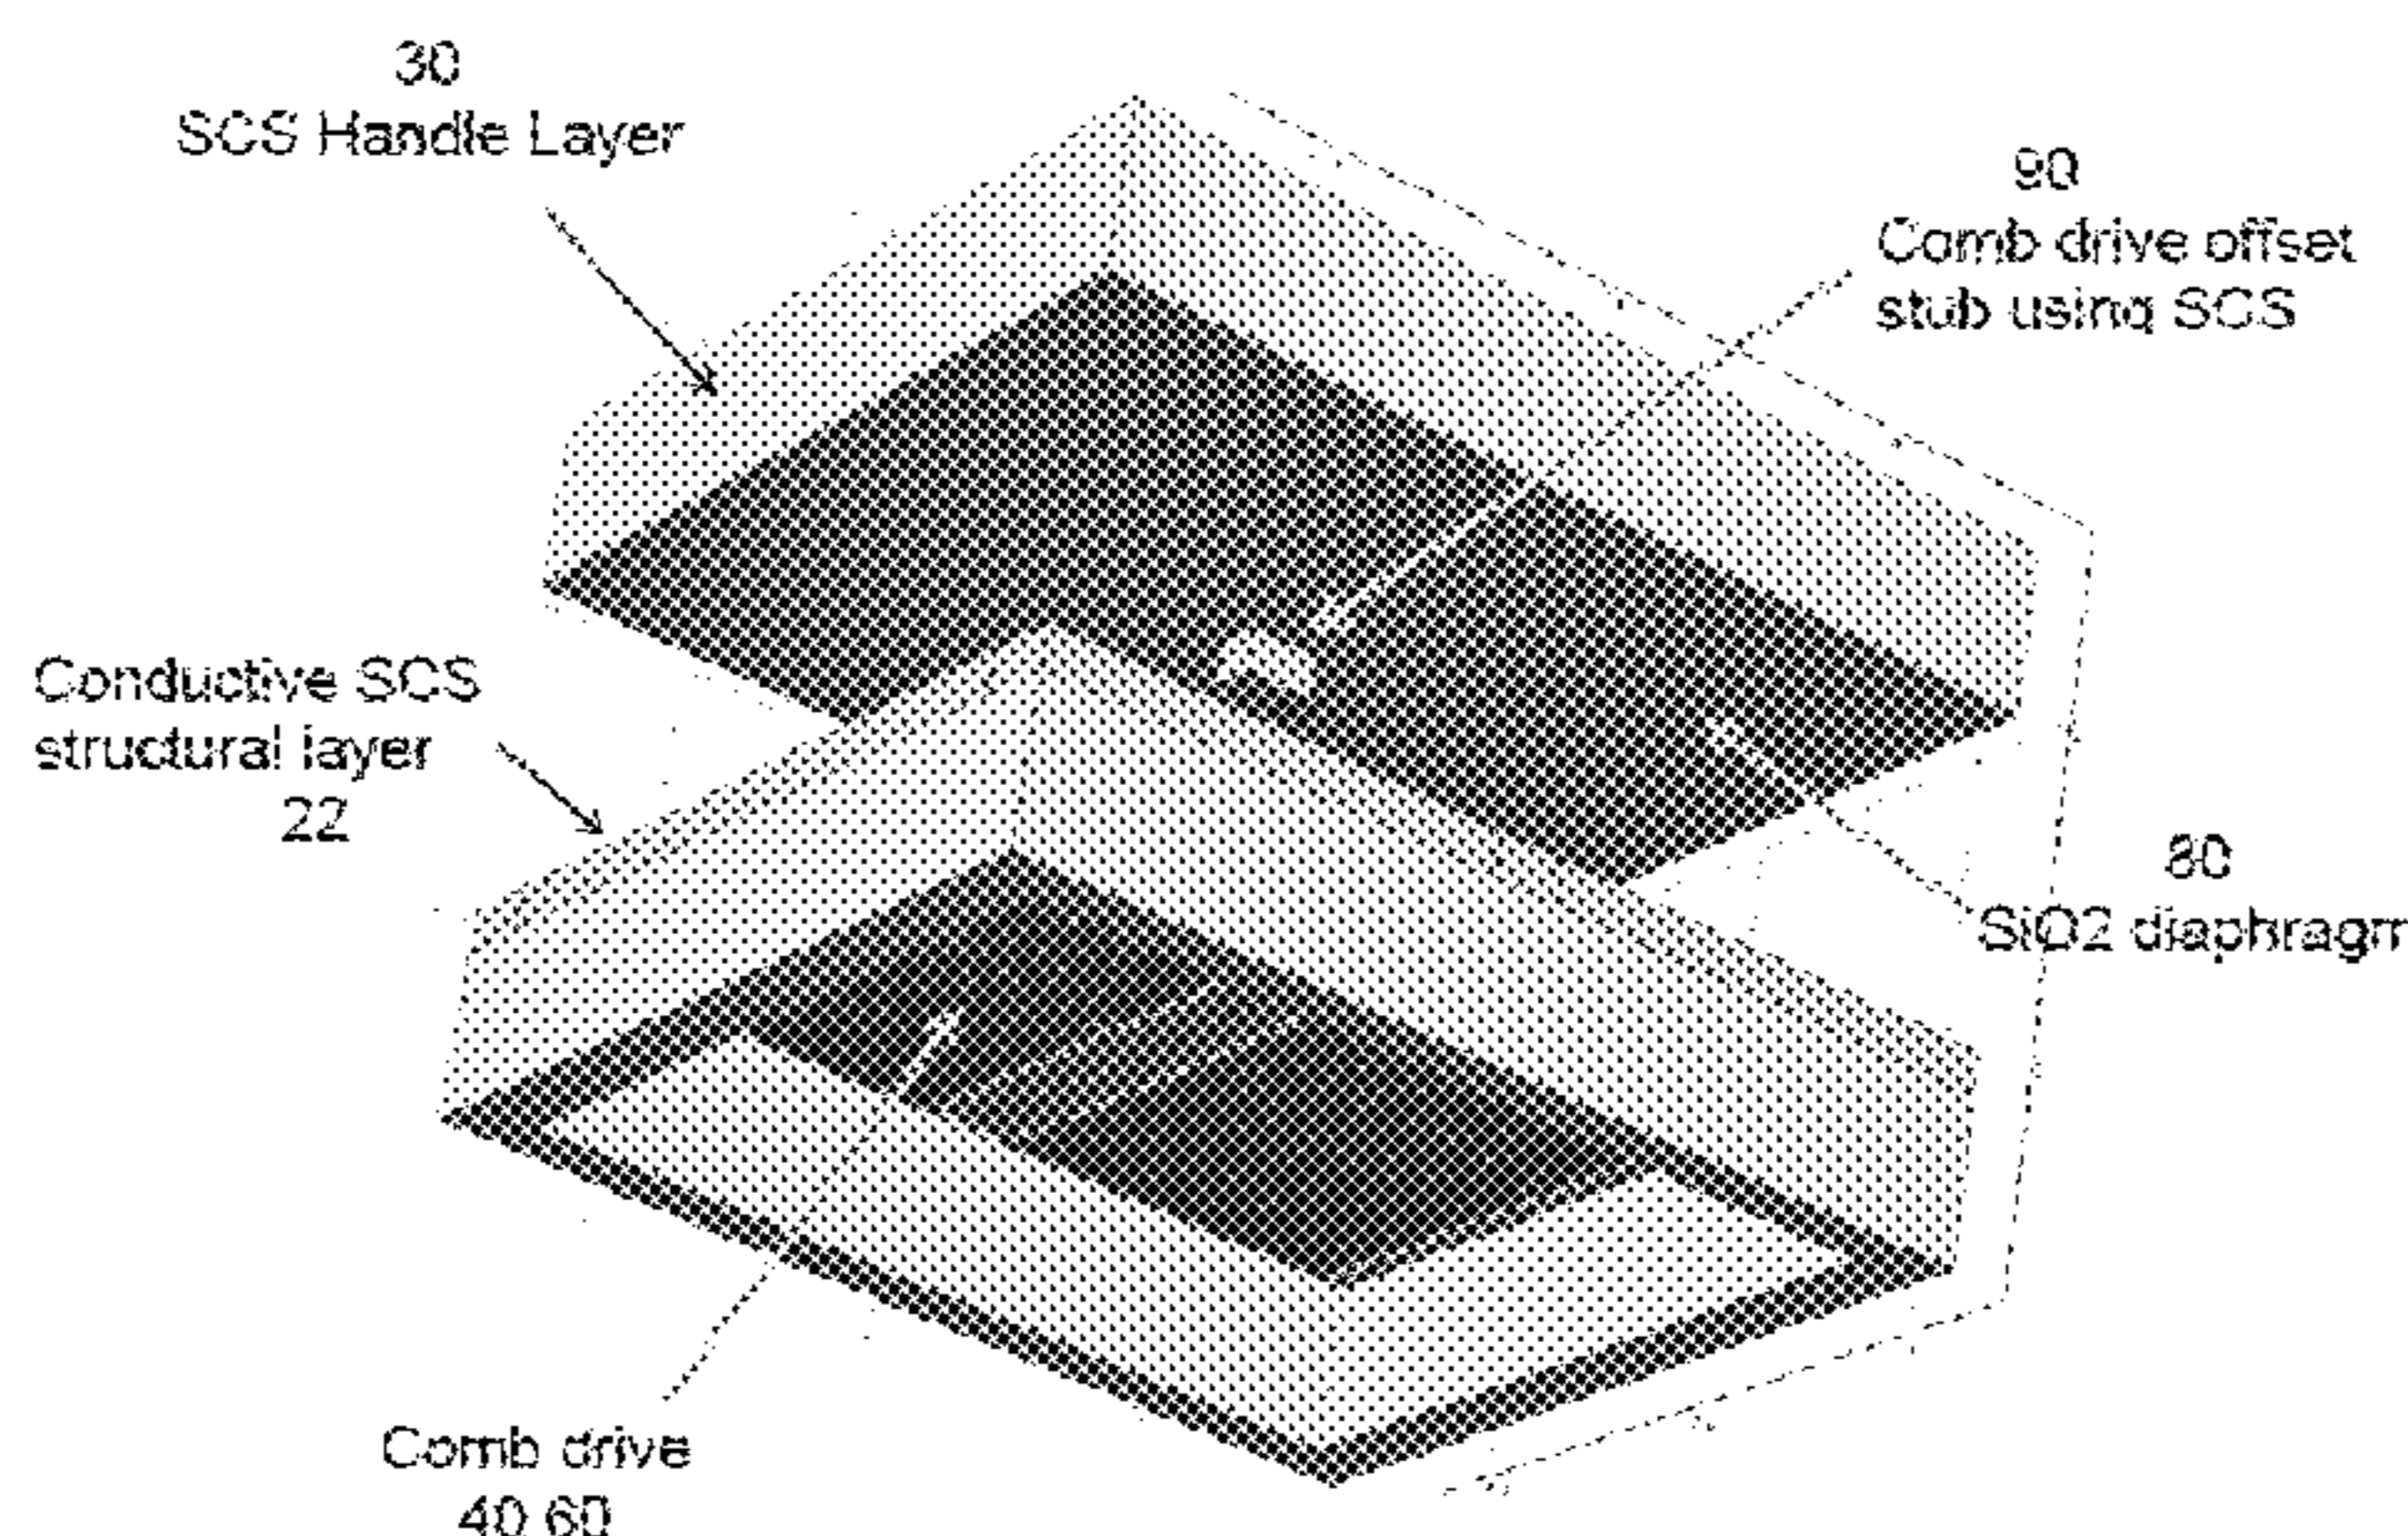 30
SCS Handle Layer
90
Comb drive offset
stub using SCS
Conductive SCS
structural layer
22
80
SiO2 diaphragm
Comb drive
40 60